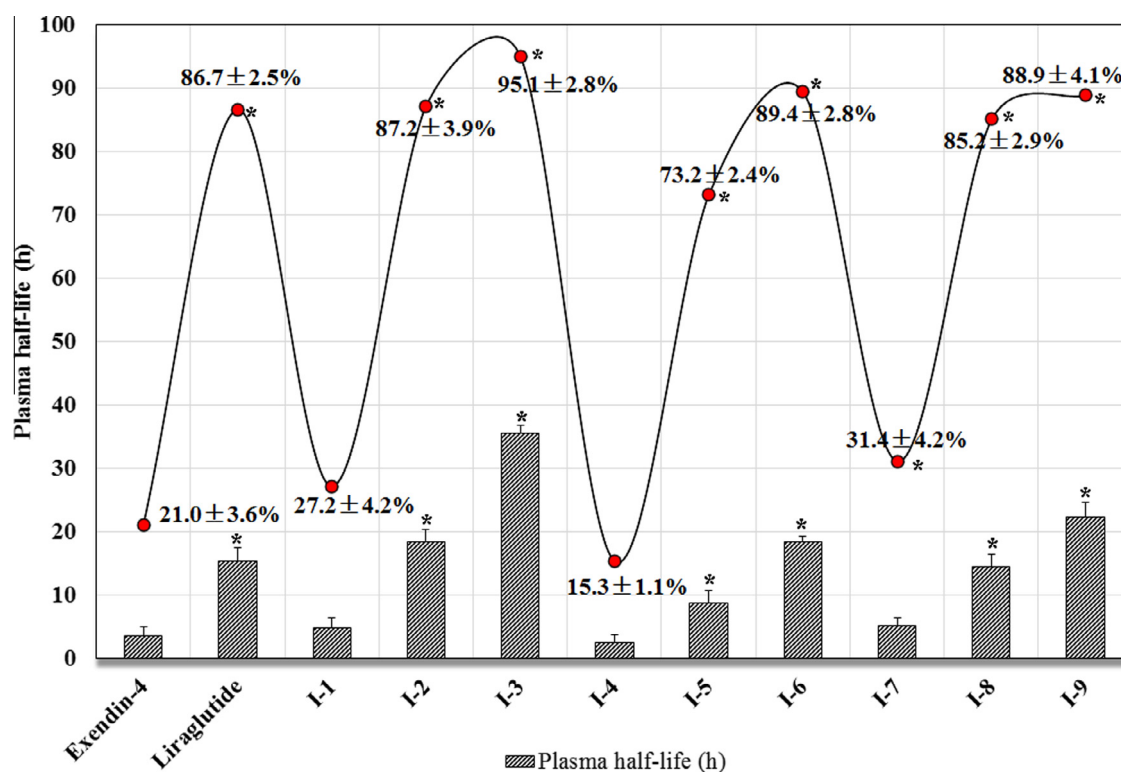 Plasma half-life (h)
100
90
80
70
60
50
40
30
20
10
0
21.0±3.6%
86.7±2.5%
*
*
27.2±4.2%
*
87.2±3.9%
*
*
95.1±2.8%
*
15.3±1.1%
73.2±2.4%
*
*
*
89.4±2.8%
*
31.4±4.2%
*
*
85.2±2.9%
*
88.9±4.1%
*
*
Exendin-4
Liraglutide
I-1
I-2
I-3
I-4
I-5
I-6
I-7
I-8
I-9
Plasma half-life (h)